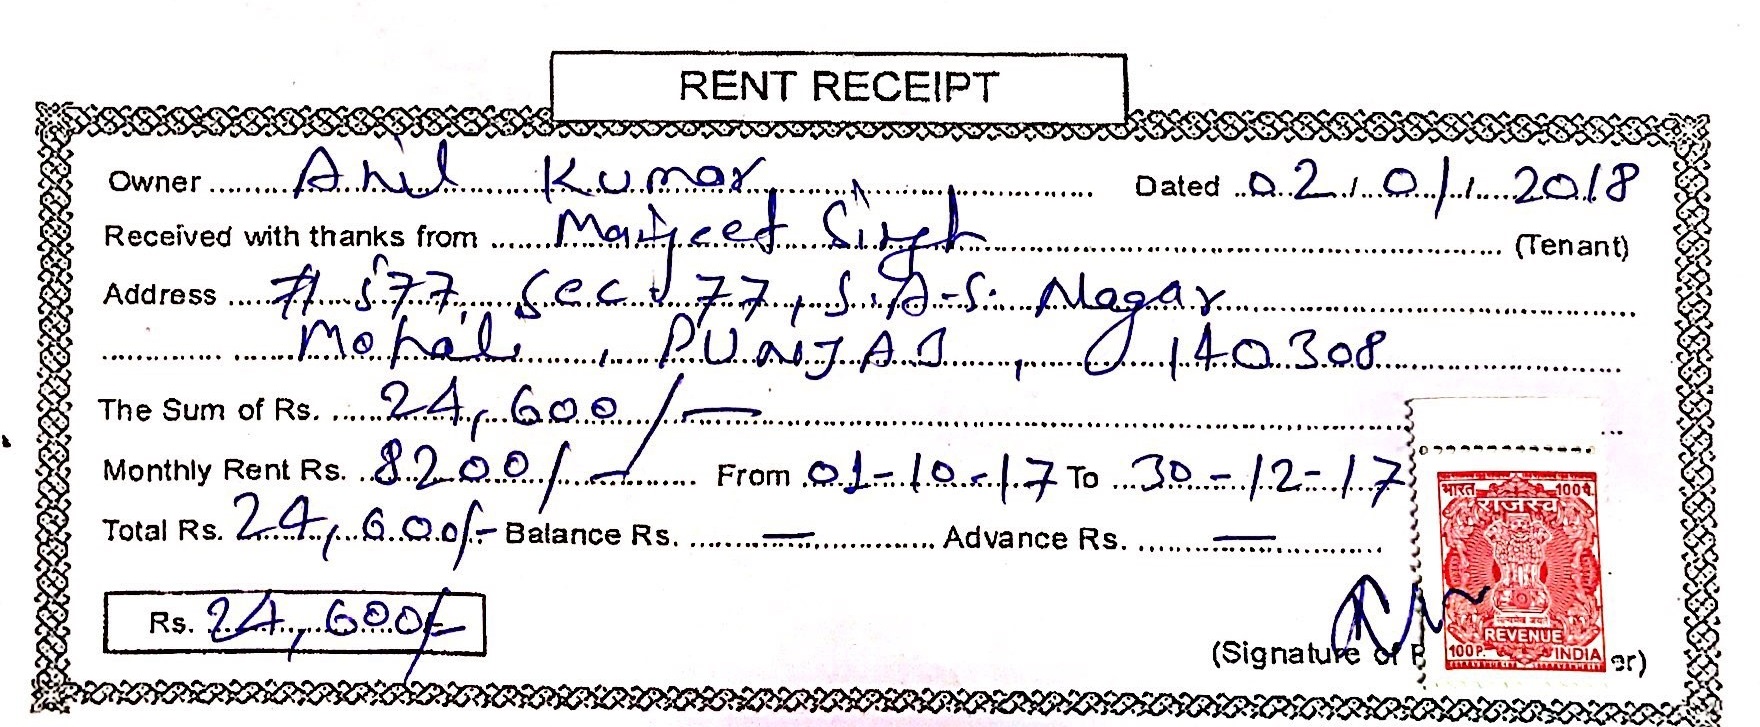 RENT RECEIPT
Owner Anil Kumar Dated 02/01/2018
Received with thanks from Manjeet Singh (Tenant)
Address # 577, Sec 77, S.A.S. Nagar
Mohali, PUNJAB, 140308
The Sum of Rs. 24,600/-
Monthly Rent Rs. 8200/- From 01-10-17 To 30-12-17
Total Rs. 24,600/- Balance Rs. — Advance Rs. —
Rs. 24,600/-
(Signature of er)
भारत 100पै.
राजस्व
REVENUE
100P. INDIA